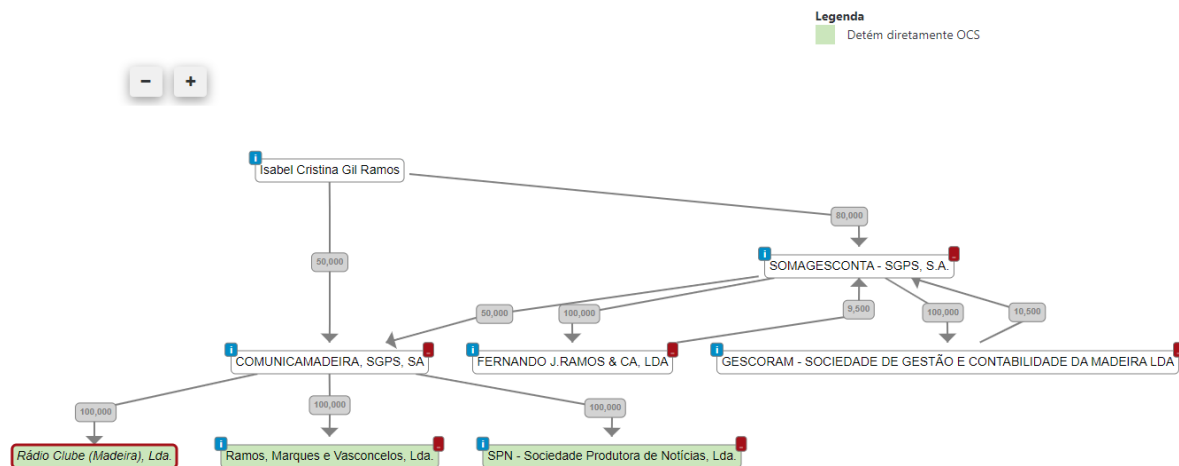 Legenda
Detém diretamente OCS
− +
i
Isabel Cristina Gil Ramos
80,000
50,000
i -
SOMAGESCONTA - SGPS, S.A.
50,000 100,000 9,500 100,000 10,500
i - i - i -
COMUNICAMADEIRA, SGPS, SA FERNANDO J.RAMOS & CA, LDA GESCORAM - SOCIEDADE DE GESTÃO E CONTABILIDADE DA MADEIRA LDA
100,000 100,000 100,000
i - i -
Rádio Clube (Madeira), Lda. Ramos, Marques e Vasconcelos, Lda. SPN - Sociedade Produtora de Notícias, Lda.